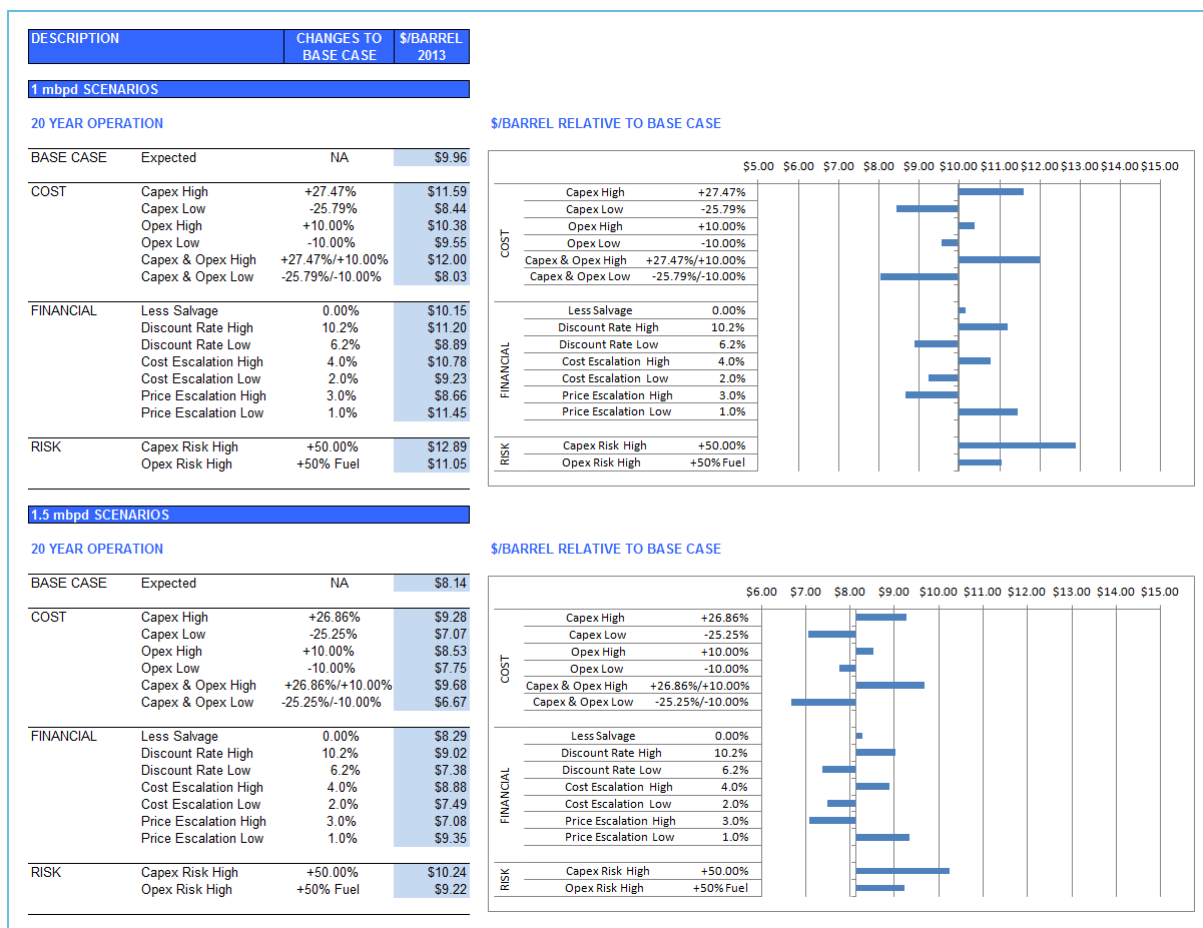 DESCRIPTION CHANGES TO BASE CASE $/BARREL 2013
1 mbpd SCENARIOS
20 YEAR OPERATION
BASE CASE Expected NA $9.96
COST Capex High +27.47% $11.59
Capex Low -25.79% $8.44
Opex High +10.00% $10.38
Opex Low -10.00% $9.55
Capex & Opex High +27.47%/+10.00% $12.00
Capex & Opex Low -25.79%/-10.00% $8.03
FINANCIAL Less Salvage 0.00% $10.15
Discount Rate High 10.2% $11.20
Discount Rate Low 6.2% $8.89
Cost Escalation High 4.0% $10.78
Cost Escalation Low 2.0% $9.23
Price Escalation High 3.0% $8.66
Price Escalation Low 1.0% $11.45
RISK Capex Risk High +50.00% $12.89
Opex Risk High +50% Fuel $11.05
$/BARREL RELATIVE TO BASE CASE
$5.00 $6.00 $7.00 $8.00 $9.00 $10.00 $11.00 $12.00 $13.00 $14.00 $15.00
COST
Capex High +27.47%
Capex Low -25.79%
Opex High +10.00%
Opex Low -10.00%
Capex & Opex High +27.47%/+10.00%
Capex & Opex Low -25.79%/-10.00%
FINANCIAL
Less Salvage 0.00%
Discount Rate High 10.2%
Discount Rate Low 6.2%
Cost Escalation High 4.0%
Cost Escalation Low 2.0%
Price Escalation High 3.0%
Price Escalation Low 1.0%
RISK
Capex Risk High +50.00%
Opex Risk High +50% Fuel
1.5 mbpd SCENARIOS
20 YEAR OPERATION
BASE CASE Expected NA $8.14
COST Capex High +26.86% $9.28
Capex Low -25.25% $7.07
Opex High +10.00% $8.53
Opex Low -10.00% $7.75
Capex & Opex High +26.86%/+10.00% $9.68
Capex & Opex Low -25.25%/-10.00% $6.67
FINANCIAL Less Salvage 0.00% $8.29
Discount Rate High 10.2% $9.02
Discount Rate Low 6.2% $7.38
Cost Escalation High 4.0% $8.88
Cost Escalation Low 2.0% $7.49
Price Escalation High 3.0% $7.08
Price Escalation Low 1.0% $9.35
RISK Capex Risk High +50.00% $10.24
Opex Risk High +50% Fuel $9.22
$/BARREL RELATIVE TO BASE CASE
$6.00 $7.00 $8.00 $9.00 $10.00 $11.00 $12.00 $13.00 $14.00 $15.00
COST
Capex High +26.86%
Capex Low -25.25%
Opex High +10.00%
Opex Low -10.00%
Capex & Opex High +26.86%/+10.00%
Capex & Opex Low -25.25%/-10.00%
FINANCIAL
Less Salvage 0.00%
Discount Rate High 10.2%
Discount Rate Low 6.2%
Cost Escalation High 4.0%
Cost Escalation Low 2.0%
Price Escalation High 3.0%
Price Escalation Low 1.0%
RISK
Capex Risk High +50.00%
Opex Risk High +50% Fuel